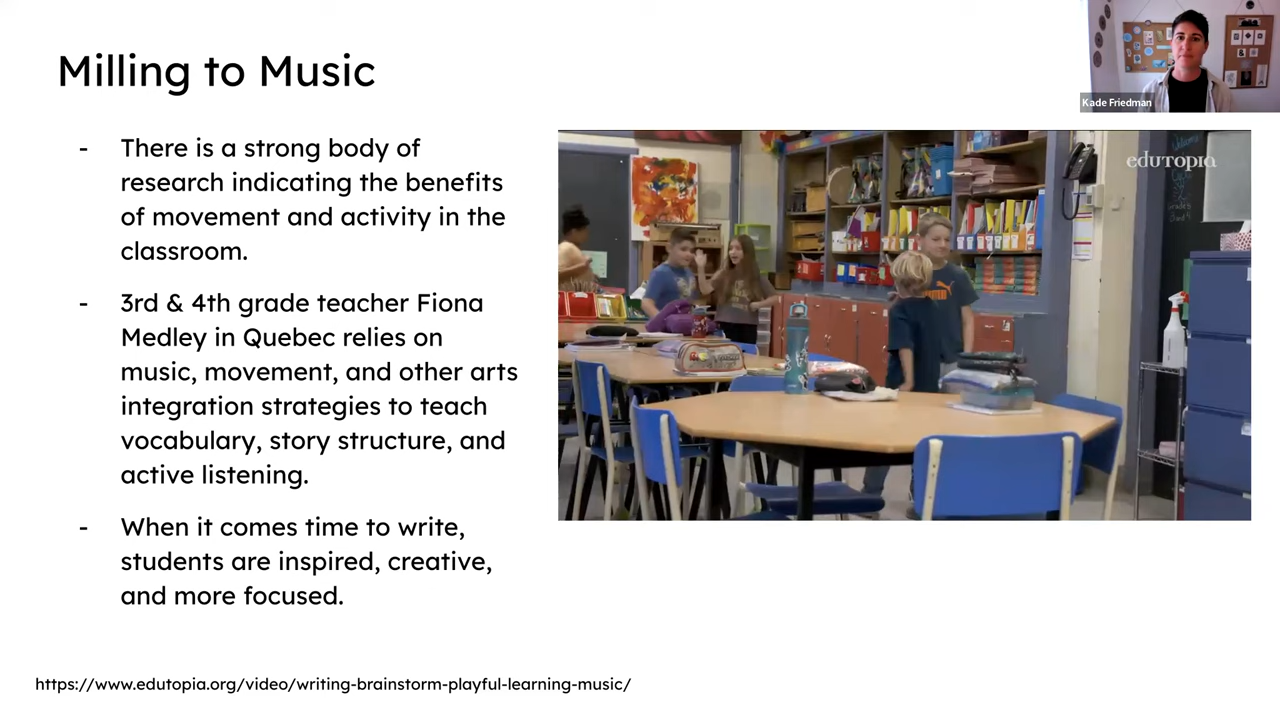 Milling to Music
Kade Friedman
- There is a strong body of
research indicating the benefits
of movement and activity in the
classroom.
- 3rd & 4th grade teacher Fiona
Medley in Quebec relies on
music, movement, and other arts
integration strategies to teach
vocabulary, story structure, and
active listening.
- When it comes time to write,
students are inspired, creative,
and more focused.
edutopia
https://www.edutopia.org/video/writing-brainstorm-playful-learning-music/